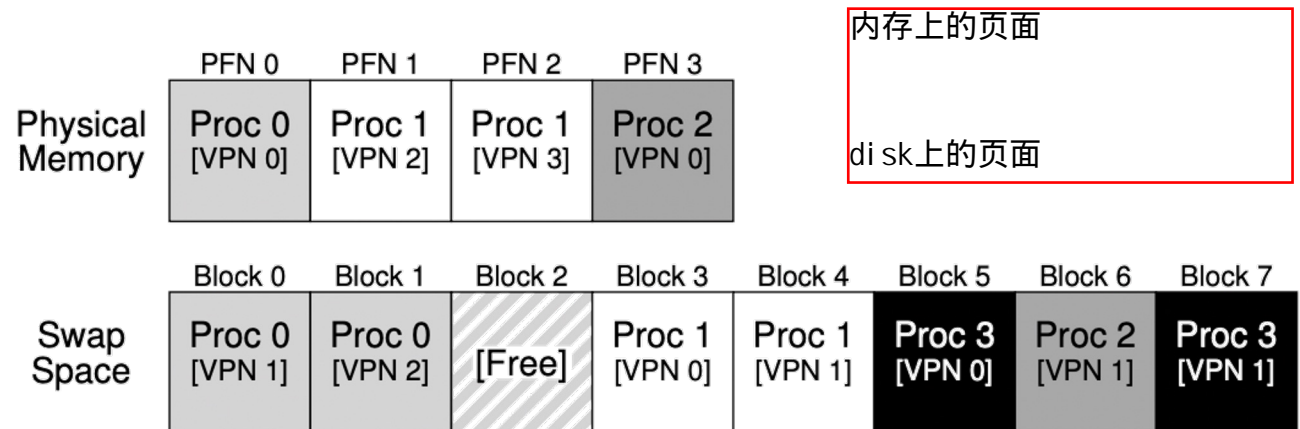 内存上的页面
disk上的页面
PFN 0 PFN 1 PFN 2 PFN 3
Physical Memory
Proc 0 [VPN 0]
Proc 1 [VPN 2]
Proc 1 [VPN 3]
Proc 2 [VPN 0]
Block 0 Block 1 Block 2 Block 3 Block 4 Block 5 Block 6 Block 7
Swap Space
Proc 0 [VPN 1]
Proc 0 [VPN 2]
[Free]
Proc 1 [VPN 0]
Proc 1 [VPN 1]
Proc 3 [VPN 0]
Proc 2 [VPN 1]
Proc 3 [VPN 1]